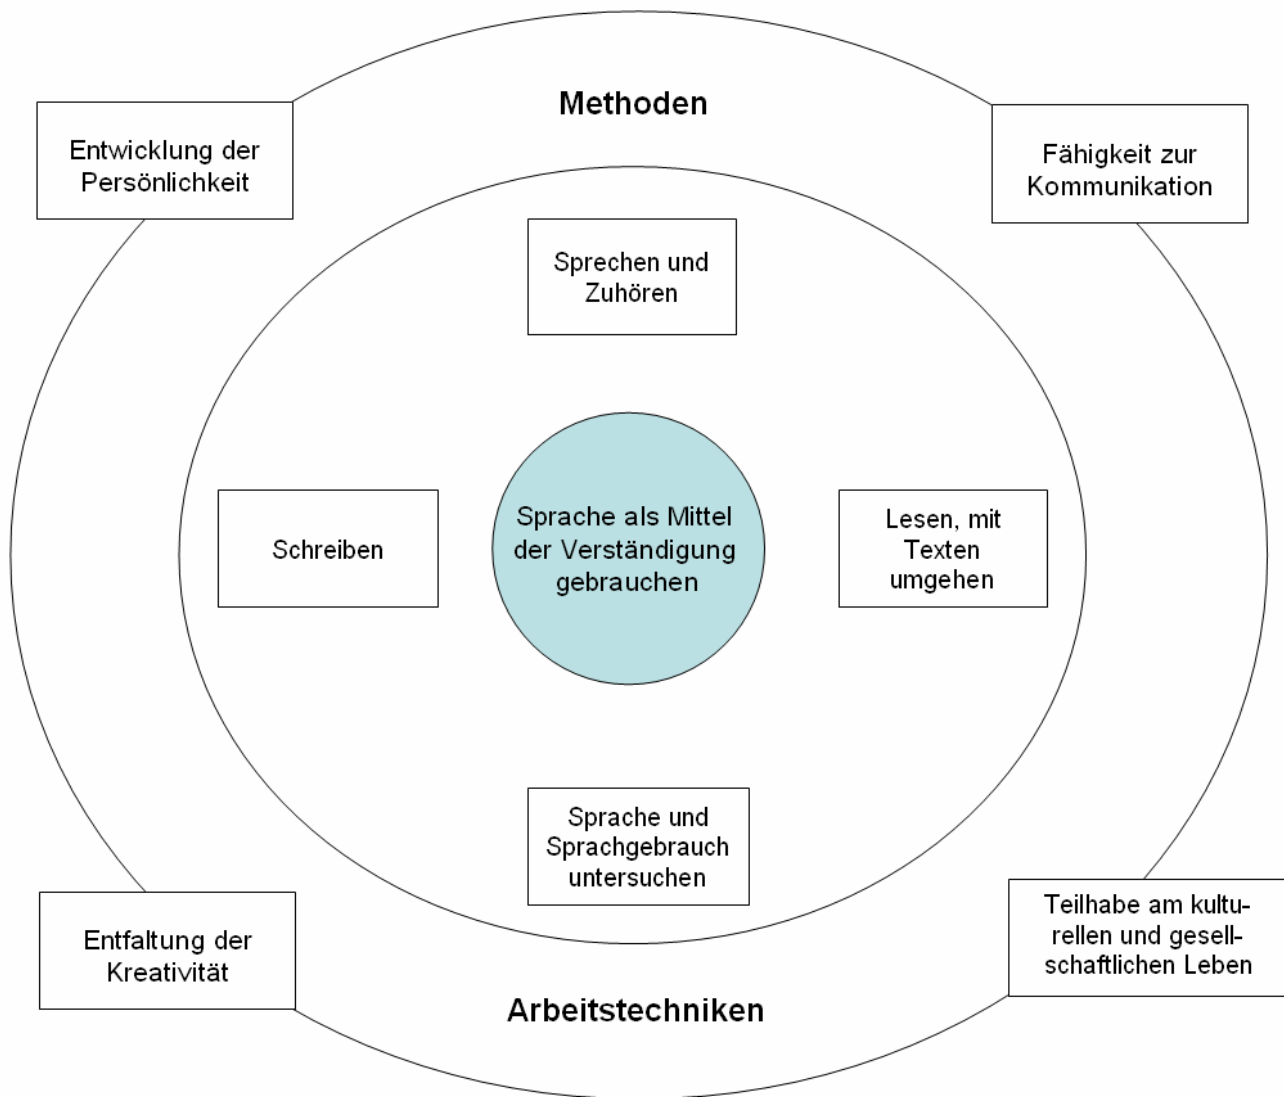 Methoden
Entwicklung der
Persönlichkeit
Fähigkeit zur
Kommunikation
Sprechen und
Zuhören
Schreiben
Sprache als Mittel
der Verständigung
gebrauchen
Lesen, mit
Texten
umgehen
Sprache und
Sprachgebrauch
untersuchen
Entfaltung der
Kreativität
Teilhabe am kultu-
rellen und gesell-
schaftlichen Leben
Arbeitstechniken